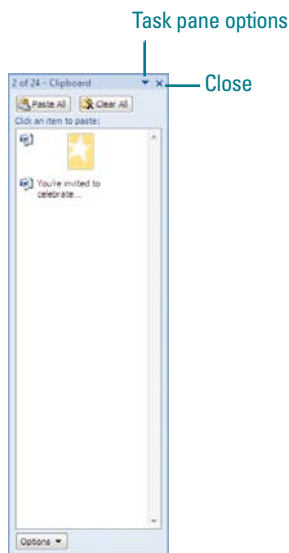 Task pane options
2 of 24 - Clipboard
Close
Paste All
Clear All
Click an item to paste:
You're invited to
celebrate...
Options